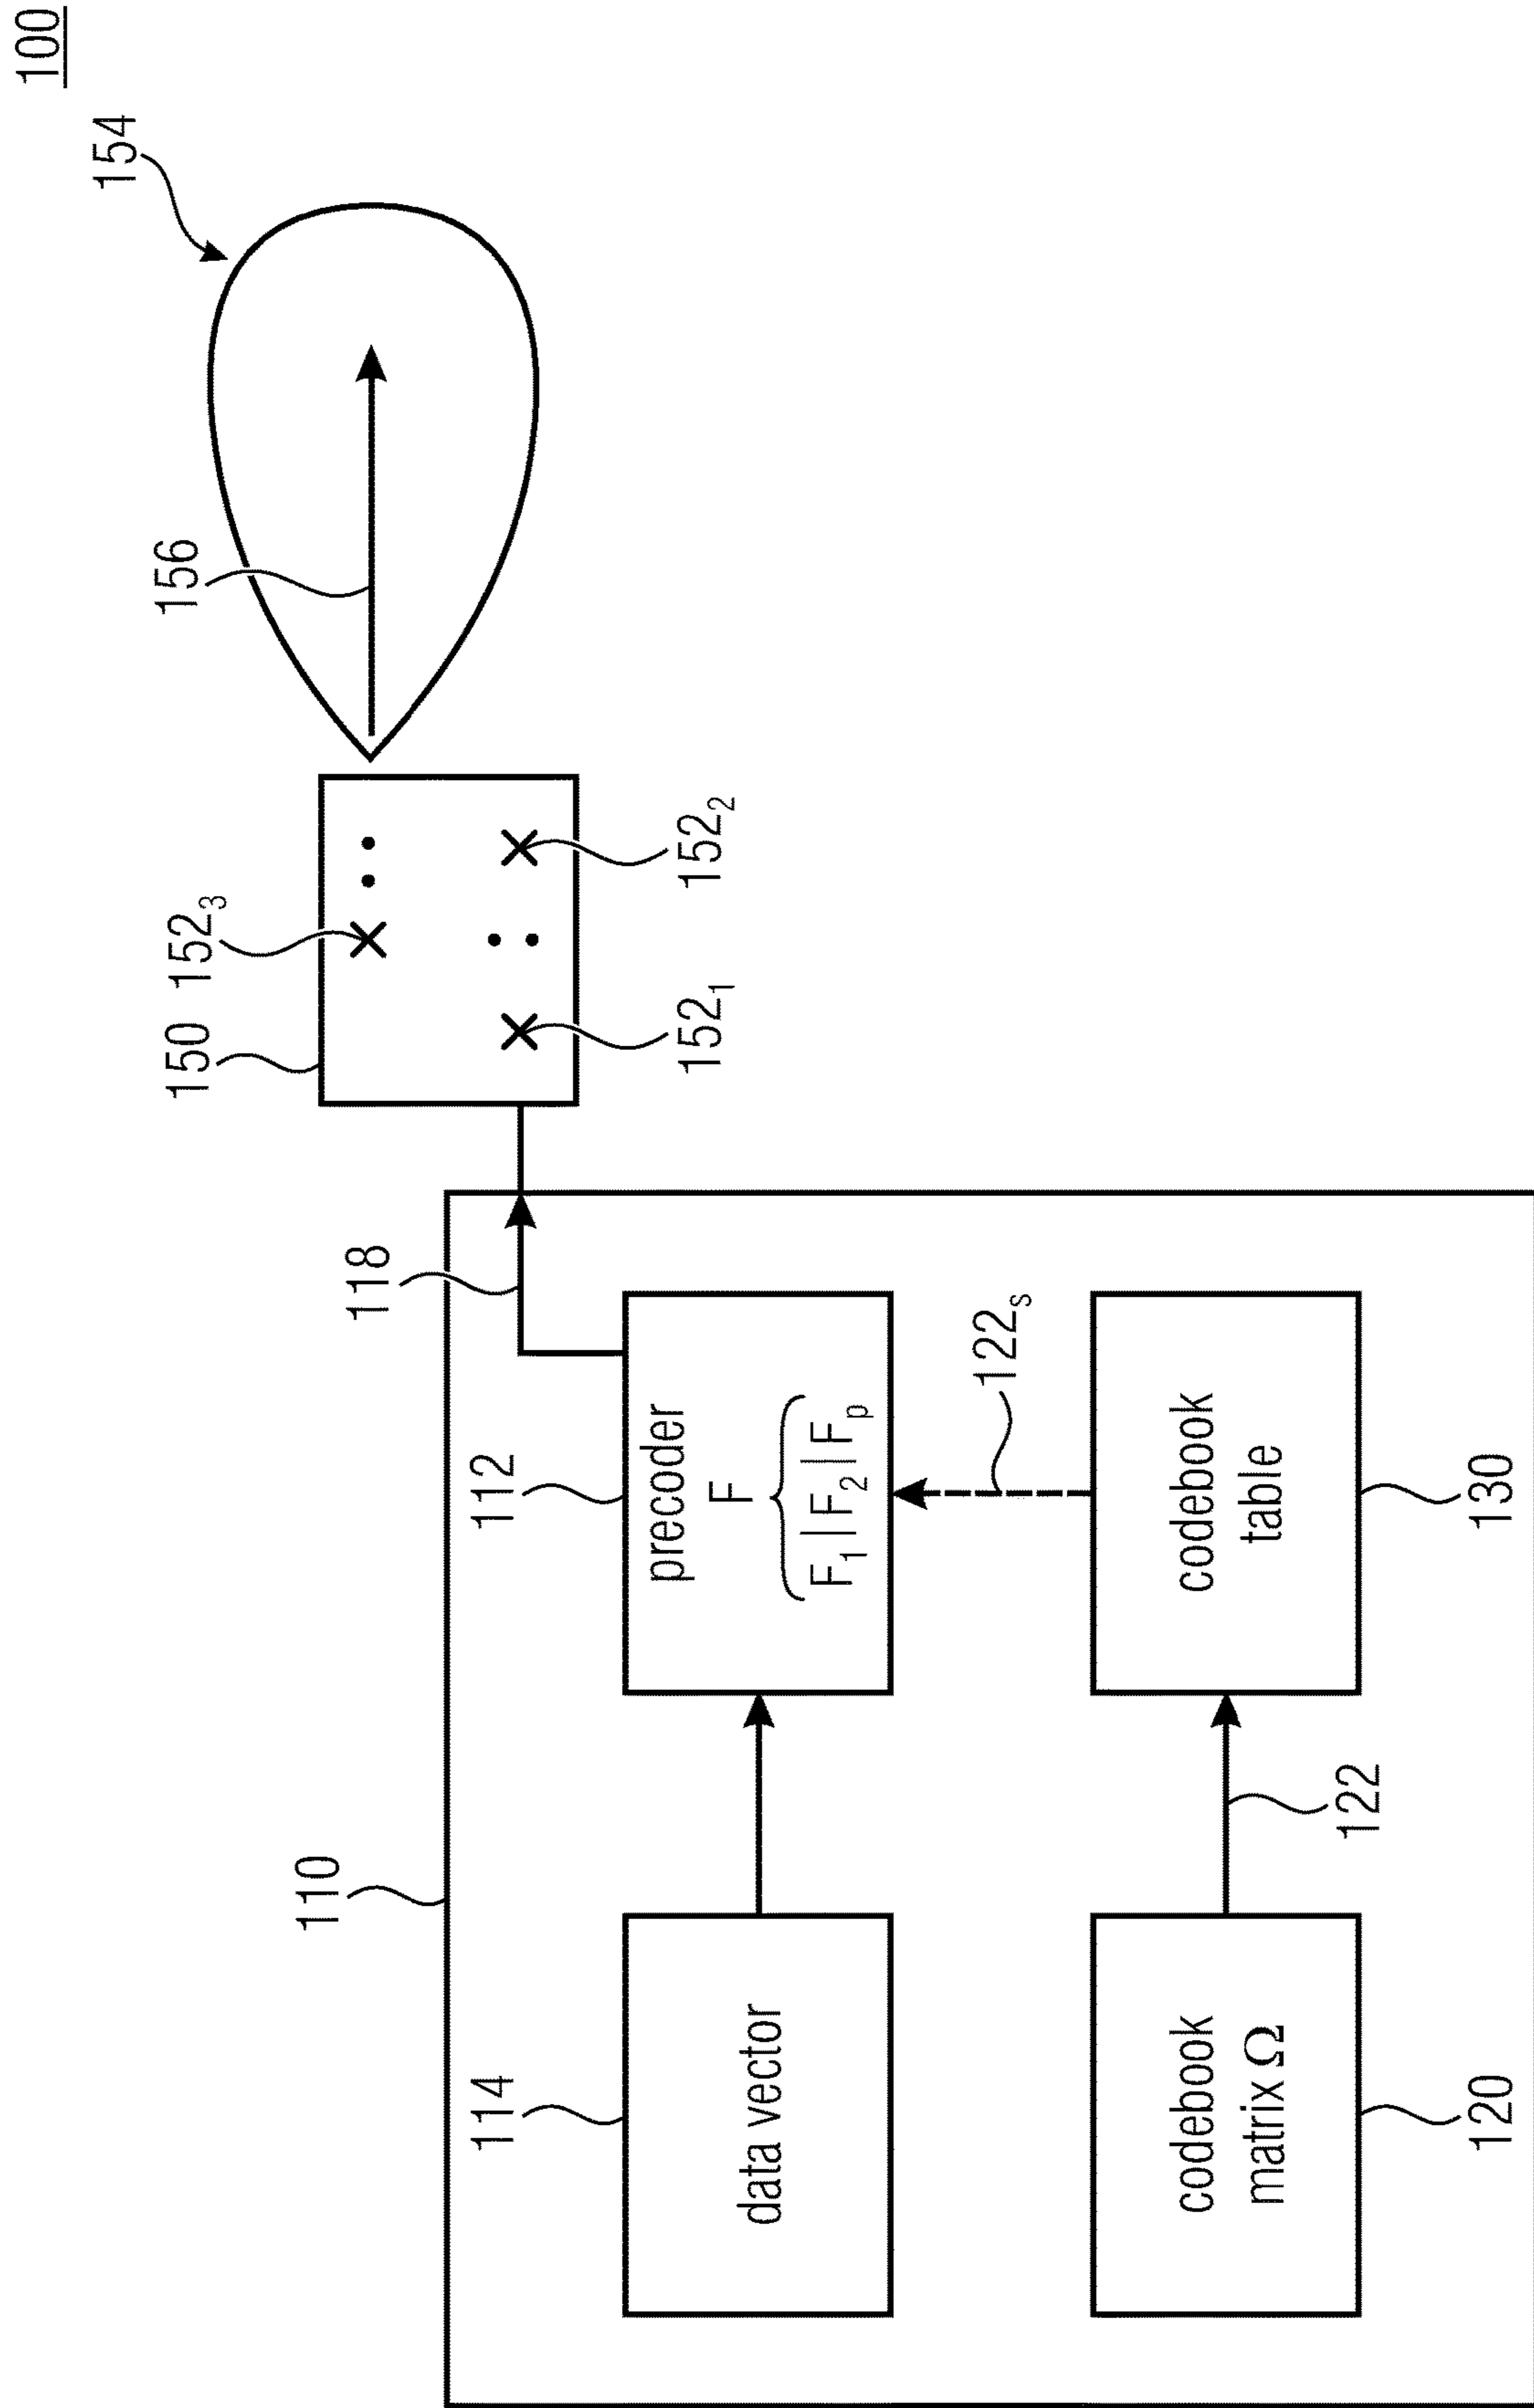 100
154
156
150
152₃
152₁
152₂
110
118
114
112
data vector
precoder
F
F₁ | F₂ | Fₚ
122ₛ
codebook
matrix Ω
codebook
table
122
120
130